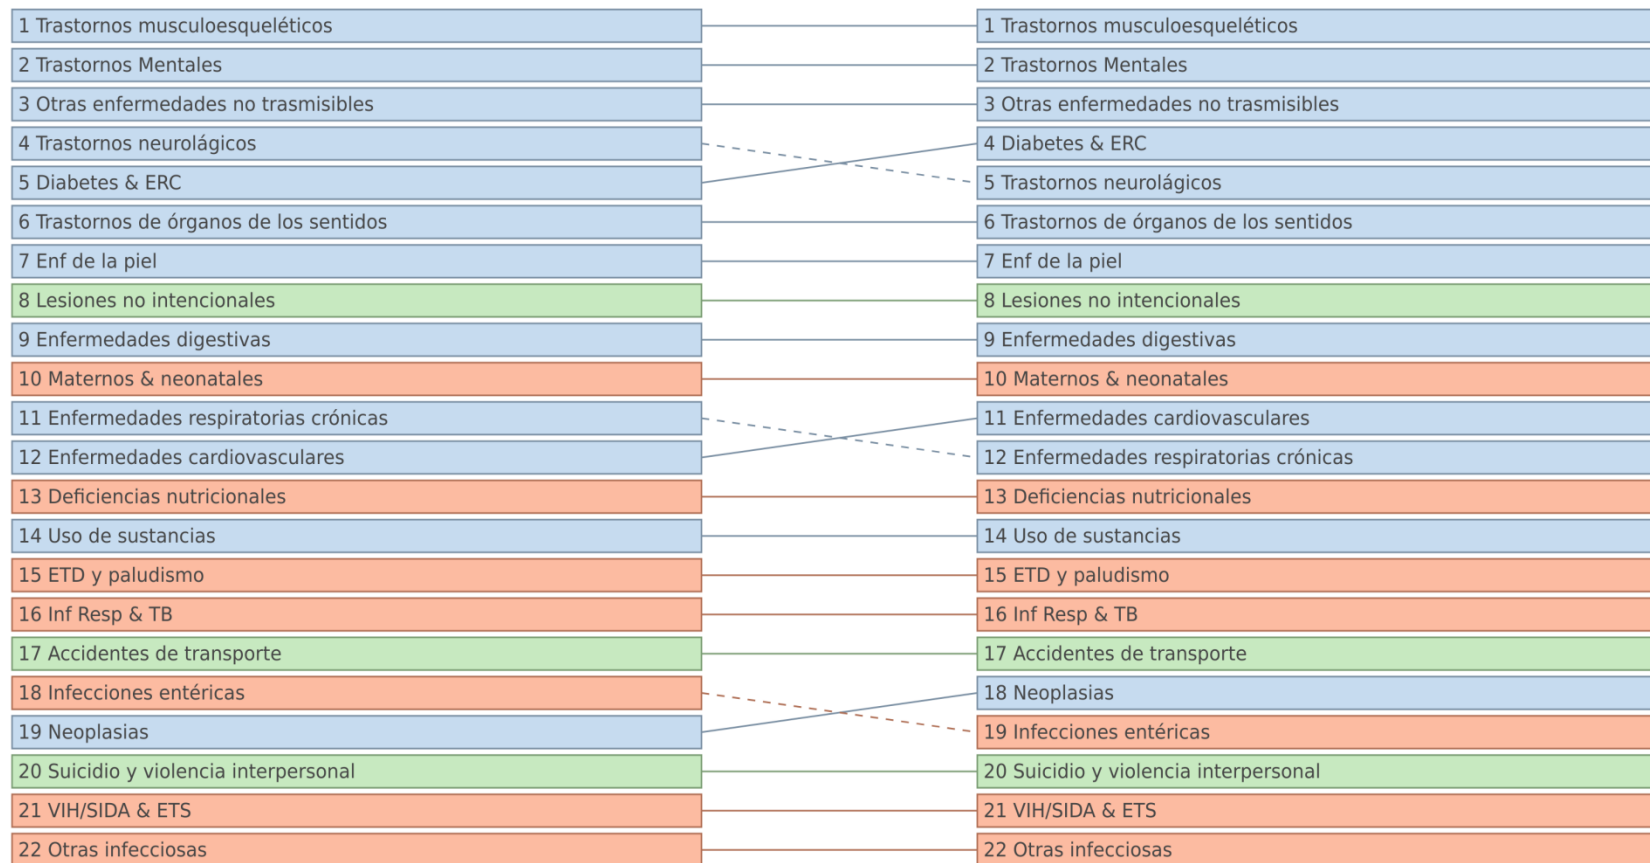 1 Trastornos musculoesqueléticos
1 Trastornos musculoesqueléticos
2 Trastornos Mentales
2 Trastornos Mentales
3 Otras enfermedades no trasmisibles
3 Otras enfermedades no trasmisibles
4 Trastornos neurolágicos
4 Diabetes & ERC
5 Diabetes & ERC
5 Trastornos neurolágicos
6 Trastornos de órganos de los sentidos
6 Trastornos de órganos de los sentidos
7 Enf de la piel
7 Enf de la piel
8 Lesiones no intencionales
8 Lesiones no intencionales
9 Enfermedades digestivas
9 Enfermedades digestivas
10 Maternos & neonatales
10 Maternos & neonatales
11 Enfermedades respiratorias crónicas
11 Enfermedades cardiovasculares
12 Enfermedades cardiovasculares
12 Enfermedades respiratorias crónicas
13 Deficiencias nutricionales
13 Deficiencias nutricionales
14 Uso de sustancias
14 Uso de sustancias
15 ETD y paludismo
15 ETD y paludismo
16 Inf Resp & TB
16 Inf Resp & TB
17 Accidentes de transporte
17 Accidentes de transporte
18 Infecciones entéricas
18 Neoplasias
19 Neoplasias
19 Infecciones entéricas
20 Suicidio y violencia interpersonal
20 Suicidio y violencia interpersonal
21 VIH/SIDA & ETS
21 VIH/SIDA & ETS
22 Otras infecciosas
22 Otras infecciosas